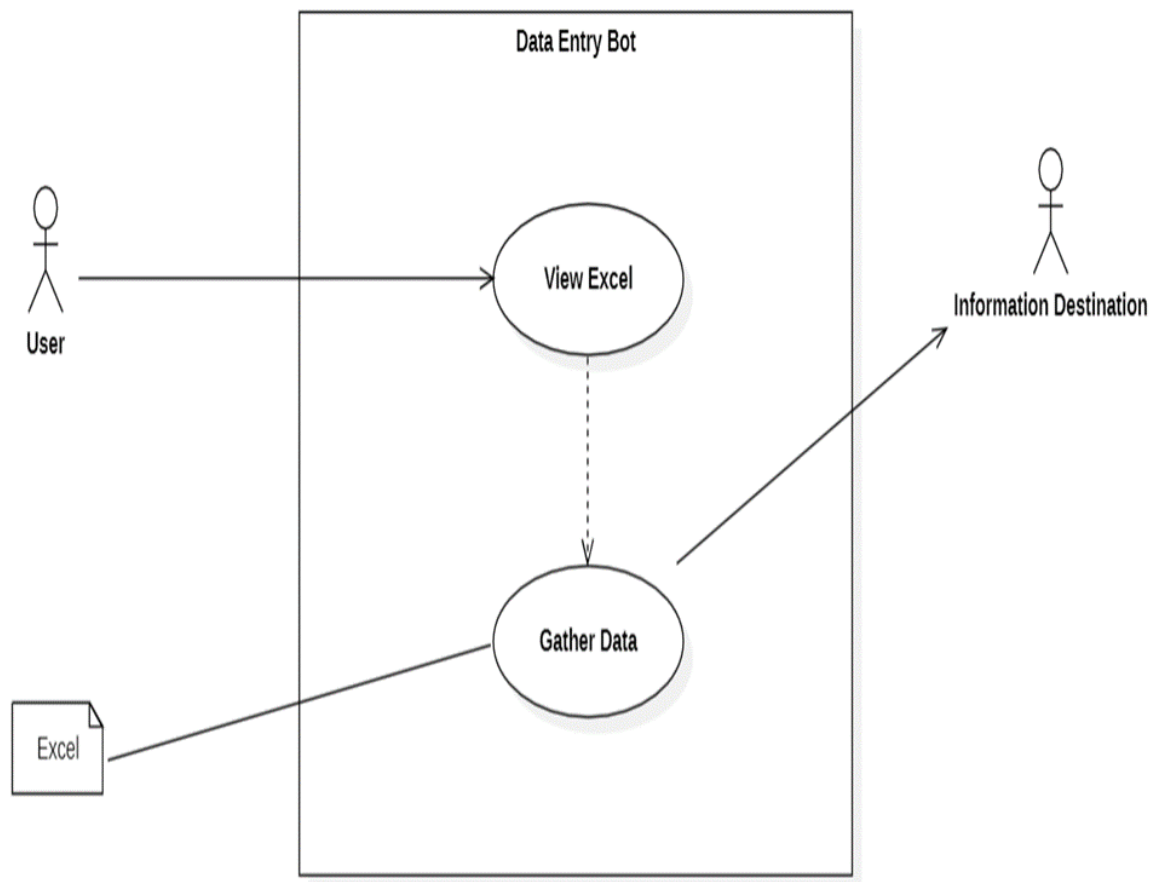 Data Entry Bot
User
View Excel
Information Destination
Gather Data
Excel